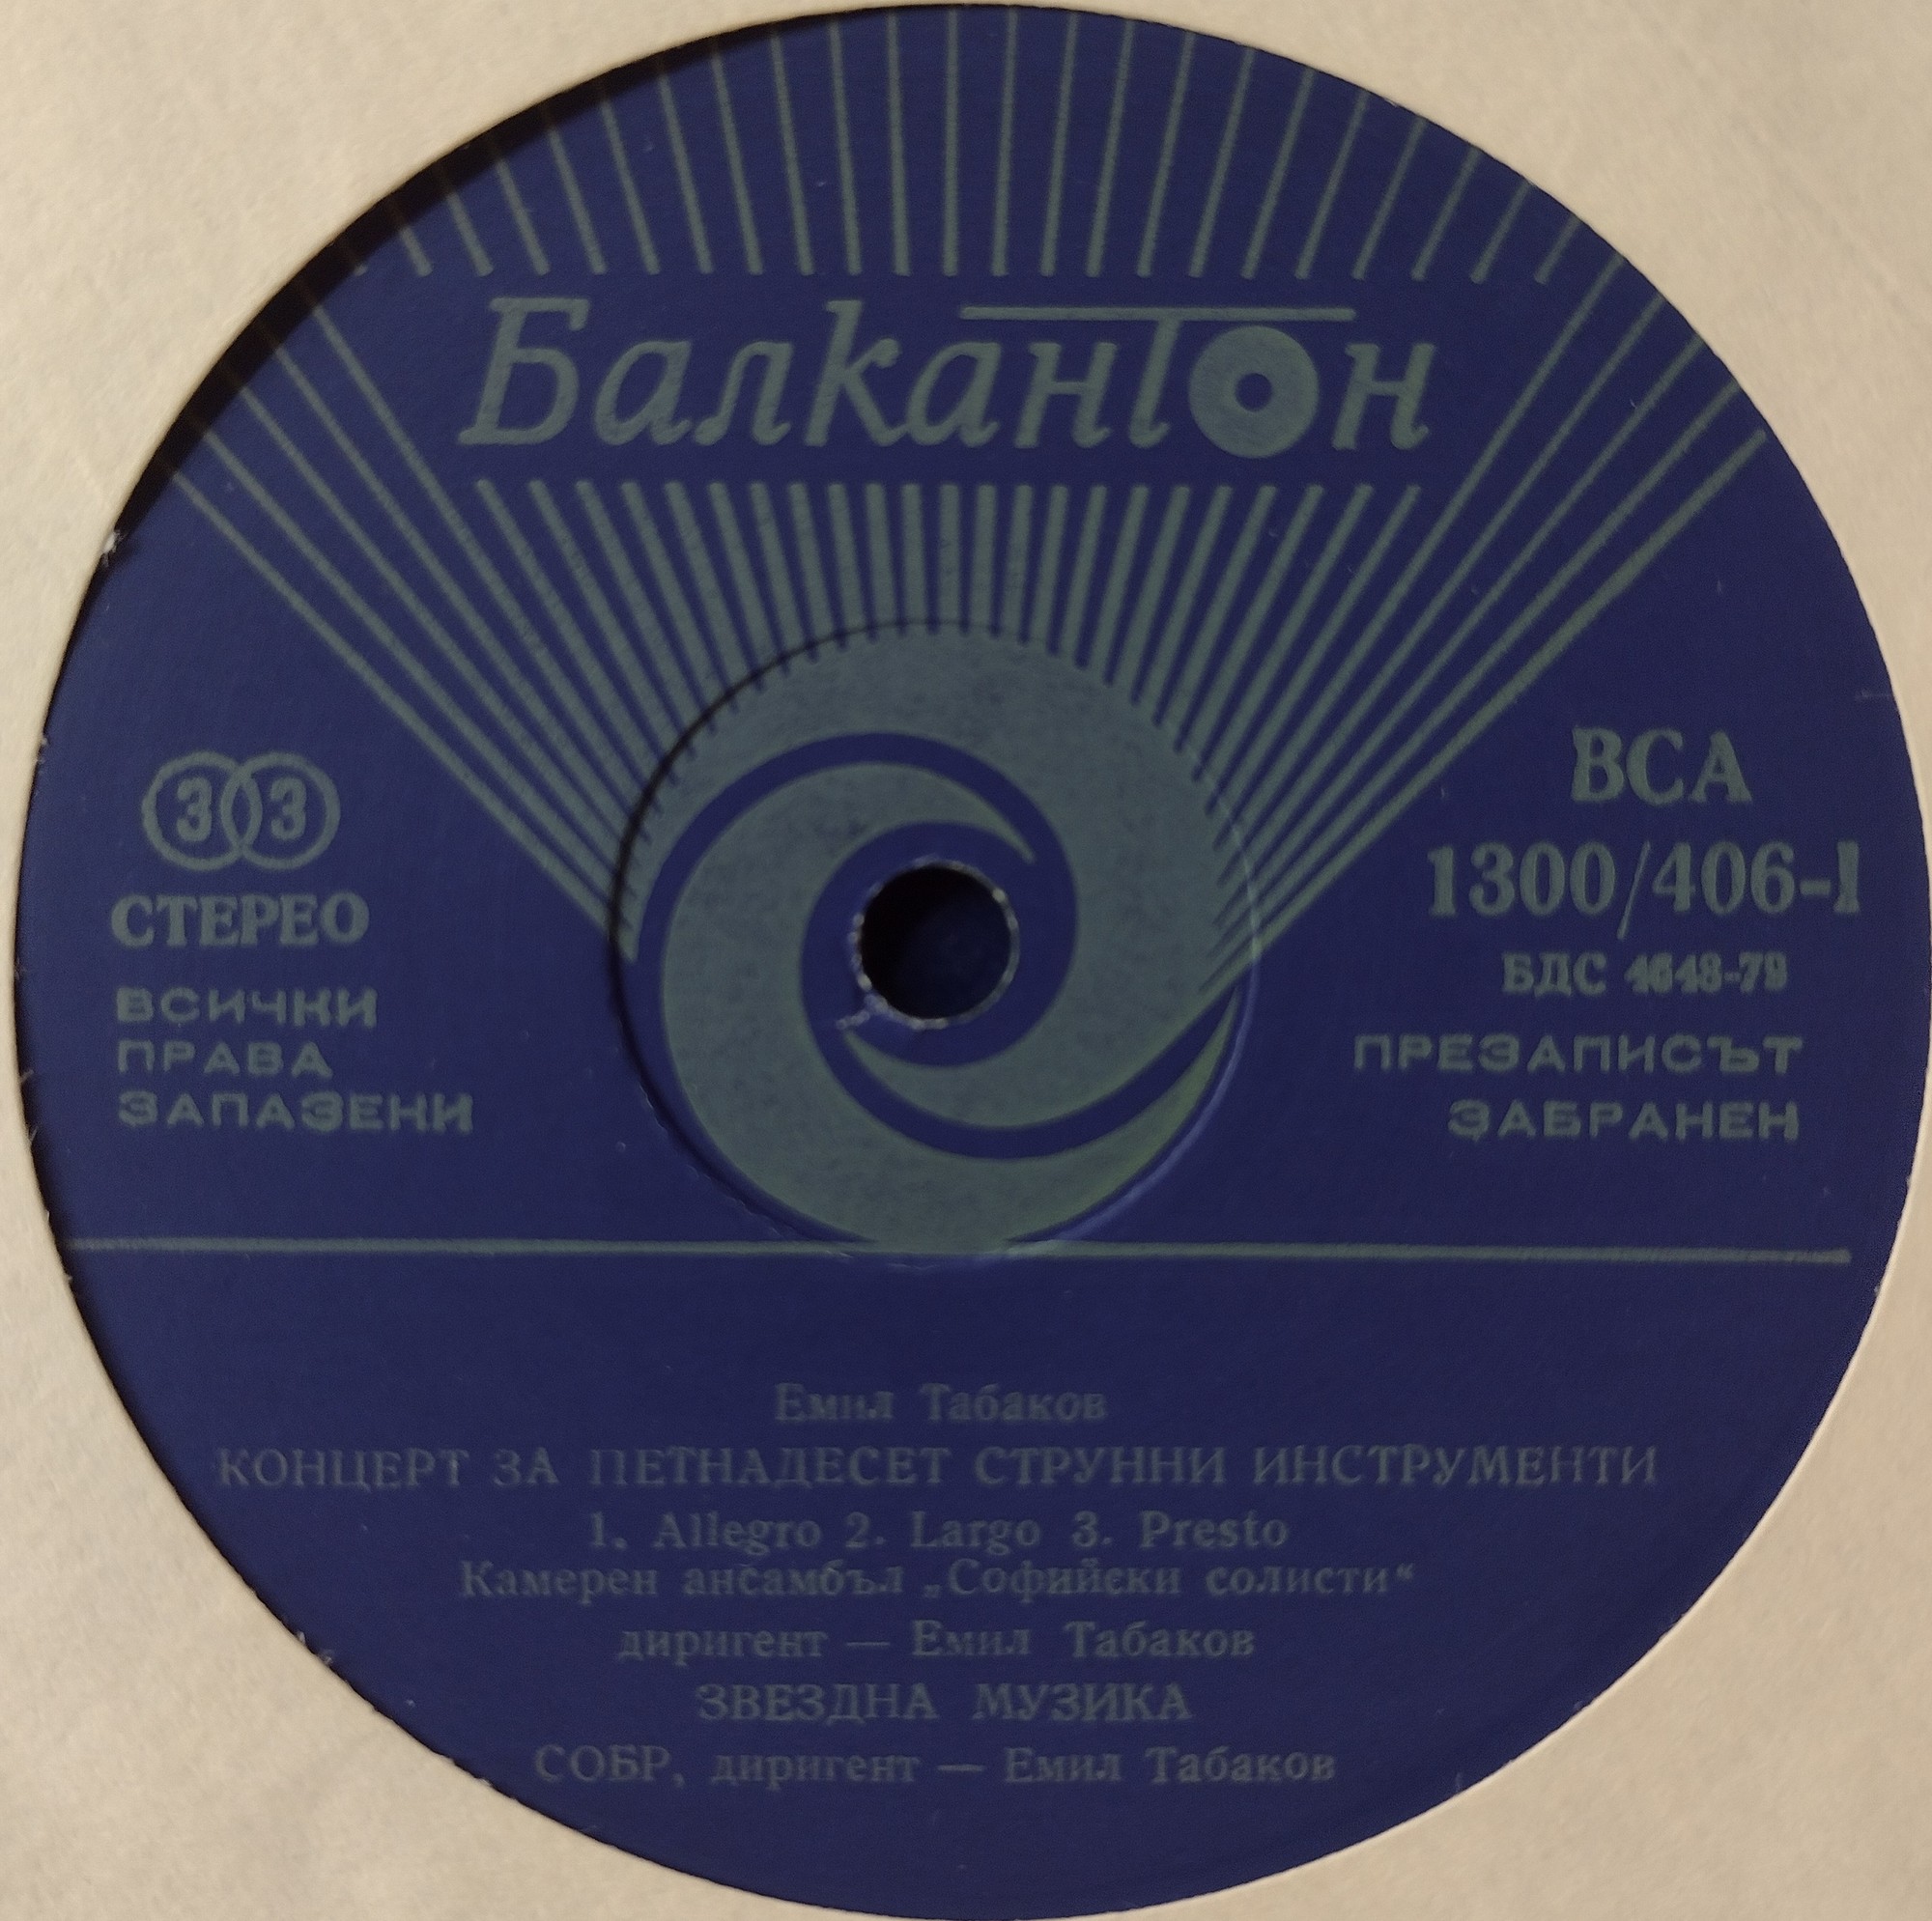 Балкантон
33
СТЕРЕО
ВСИЧКИ
ПРАВА
ЗАПАЗЕНИ
ВСА
1300/406-I
БДС 4648-79
ПРЕЗАПИСЪТ
ЗАБРАНЕН
Емил Табаков
КОНЦЕРТ ЗА ПЕТНАДЕСЕТ СТРУННИ ИНСТРУМЕНТИ
1. Allegro 2. Largo 3. Presto
Камерен ансамбъл „Софийски солисти“
диригент — Емил Табаков
ЗВЕЗДНА МУЗИКА
СОБР, диригент — Емил Табаков